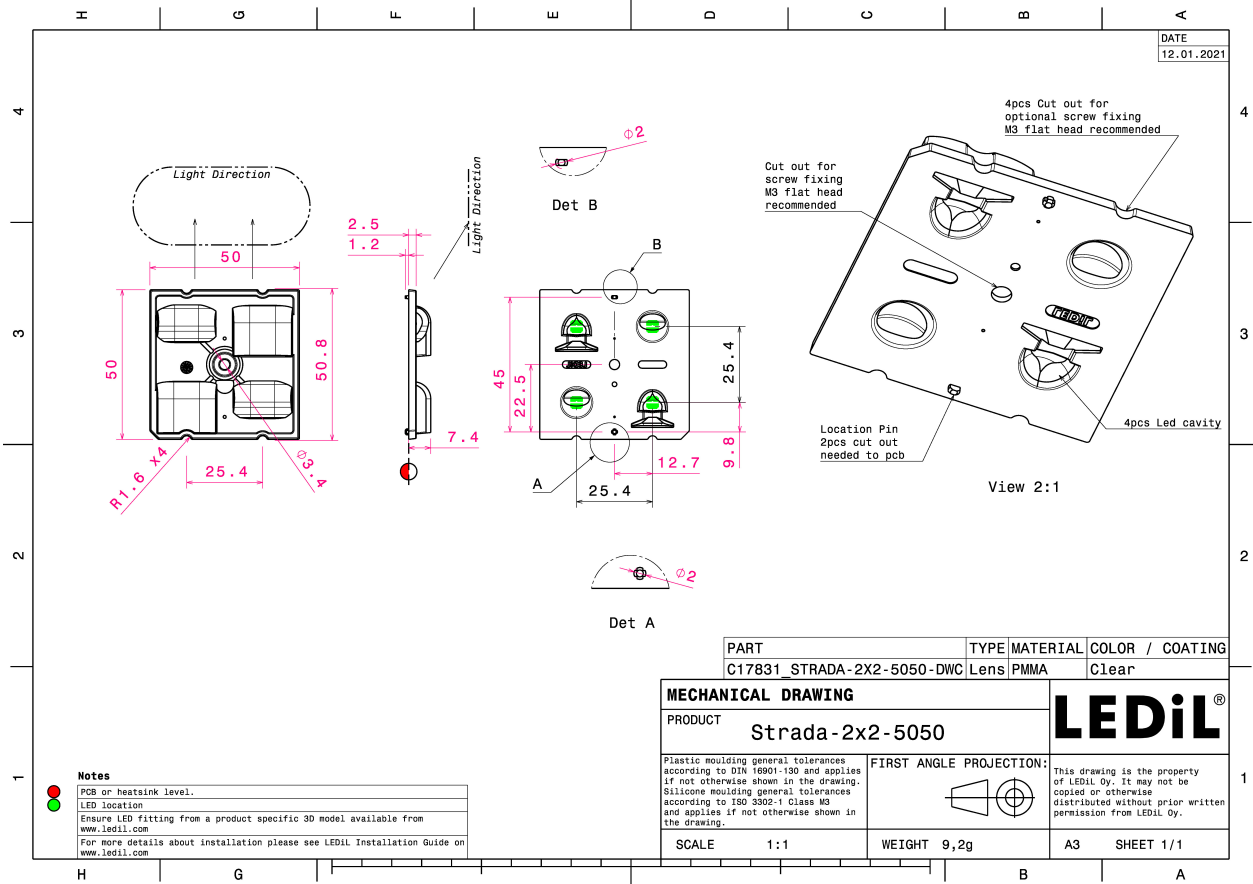 H G F E D C B A
DATE
12.01.2021
4
4
4pcs Cut out for
optional screw fixing
M3 flat head recommended
Cut out for
screw fixing
M3 flat head
recommended
Φ2
Det B
Light Direction
Light Direction
2.5
1.2
50
B
3
3
50
50.8
45
22.5
25.4
9.8
7.4
12.7
25.4
A
R1.6 X4
25.4
Φ3.4
LEDiL
4pcs Led cavity
Location Pin
2pcs cut out
needed to pcb
View 2:1
2
2
Φ2
Det A
PART TYPE MATERIAL COLOR / COATING
C17831_STRADA-2X2-5050-DWC Lens PMMA Clear
MECHANICAL DRAWING
PRODUCT
Strada-2x2-5050
LEDiL®
Plastic moulding general tolerances
according to DIN 16901-130 and applies
if not otherwise shown in the drawing.
Silicone moulding general tolerances
according to ISO 3302-1 Class M3
and applies if not otherwise shown in
the drawing.
FIRST ANGLE PROJECTION:
This drawing is the property
of LEDiL Oy. It may not be
copied or otherwise
distributed without prior written
permission from LEDiL Oy.
SCALE 1:1 WEIGHT 9,2g A3 SHEET 1/1
1
1
Notes
PCB or heatsink level.
LED location
Ensure LED fitting from a product specific 3D model available from
www.ledil.com
For more details about installation please see LEDiL Installation Guide on
www.ledil.com
H G B A